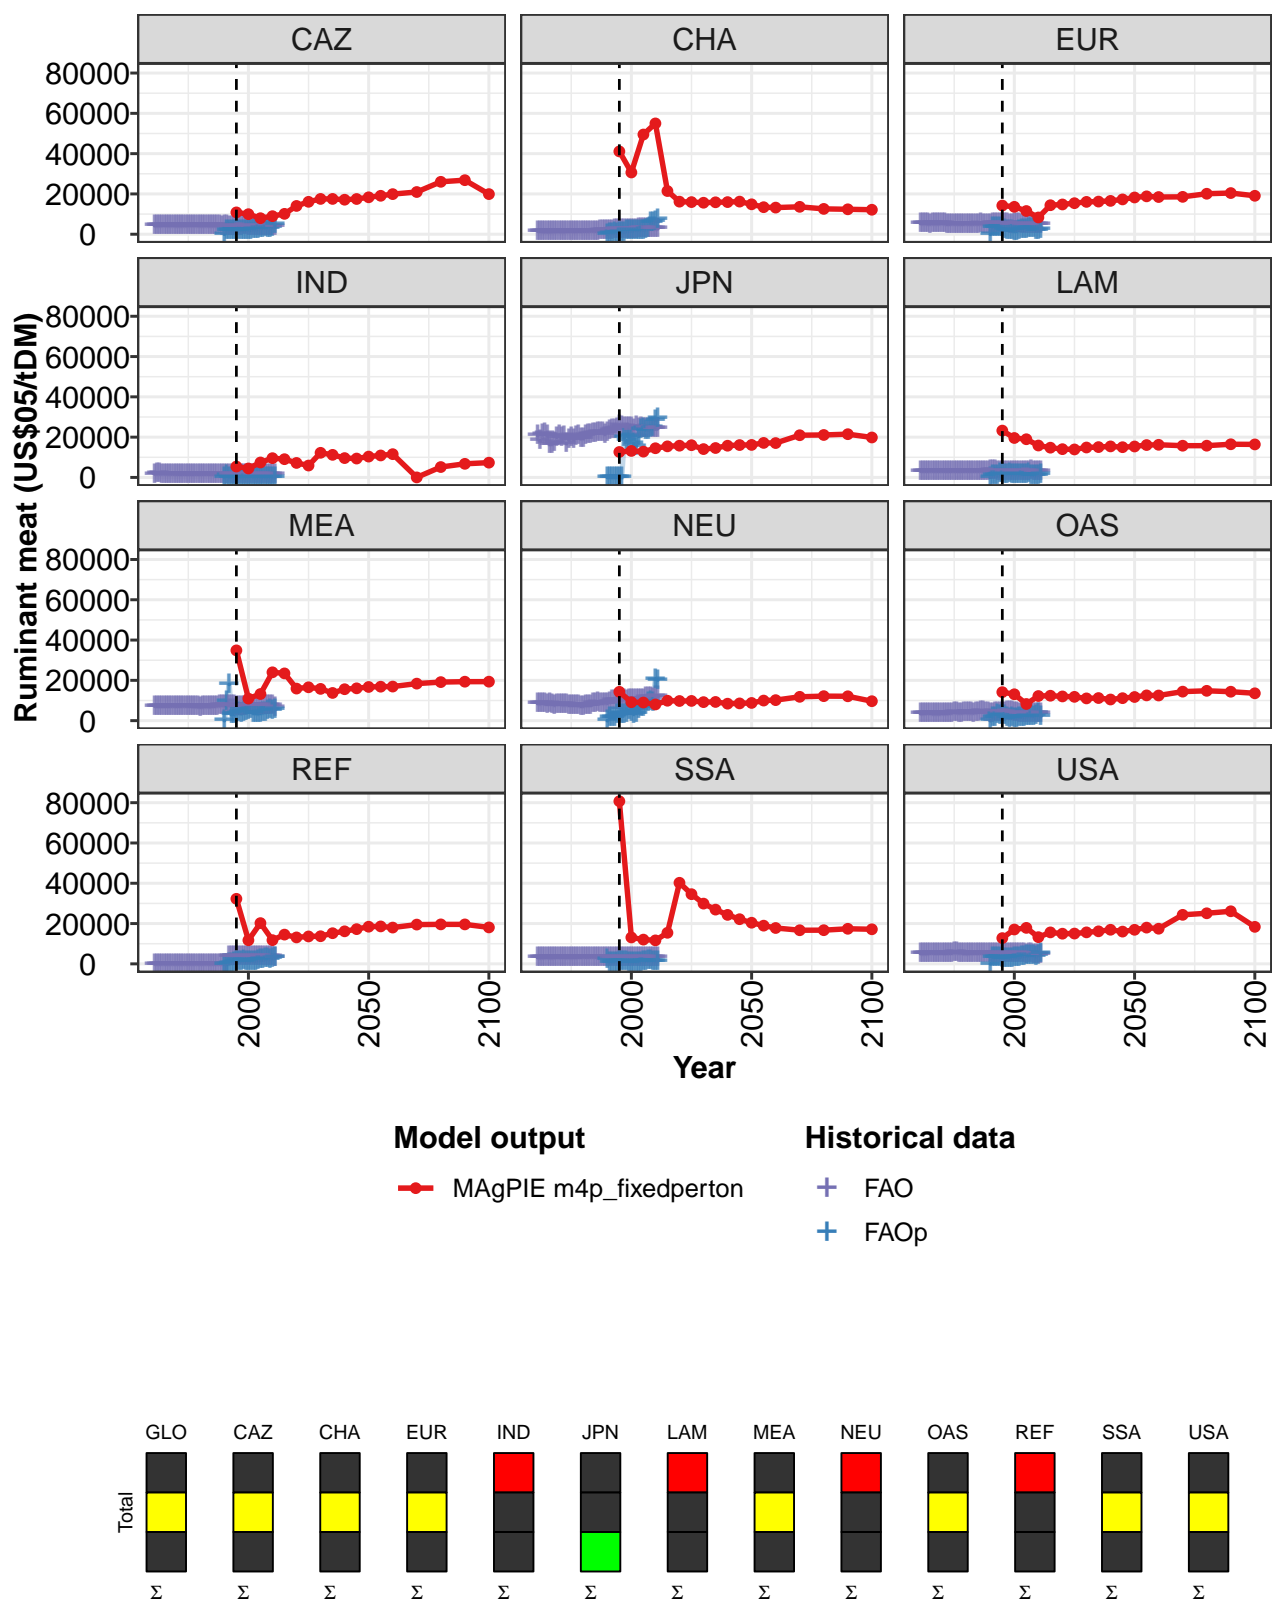 CAZ CHA EUR
80000
60000
40000
20000
0
IND JPN LAM
80000
60000
40000
20000
0
MEA NEU OAS
80000
60000
40000
20000
0
REF SSA USA
80000
60000
40000
20000
0
Ruminant meat (US$05/tDM)
2000 2050 2100 2000 2050 2100 2000 2050 2100
Year
Model output Historical data
MAgPIE m4p_fixedperton FAO
FAOp
GLO CAZ CHA EUR IND JPN LAM MEA NEU OAS REF SSA USA
Total
Σ Σ Σ Σ Σ Σ Σ Σ Σ Σ Σ Σ Σ